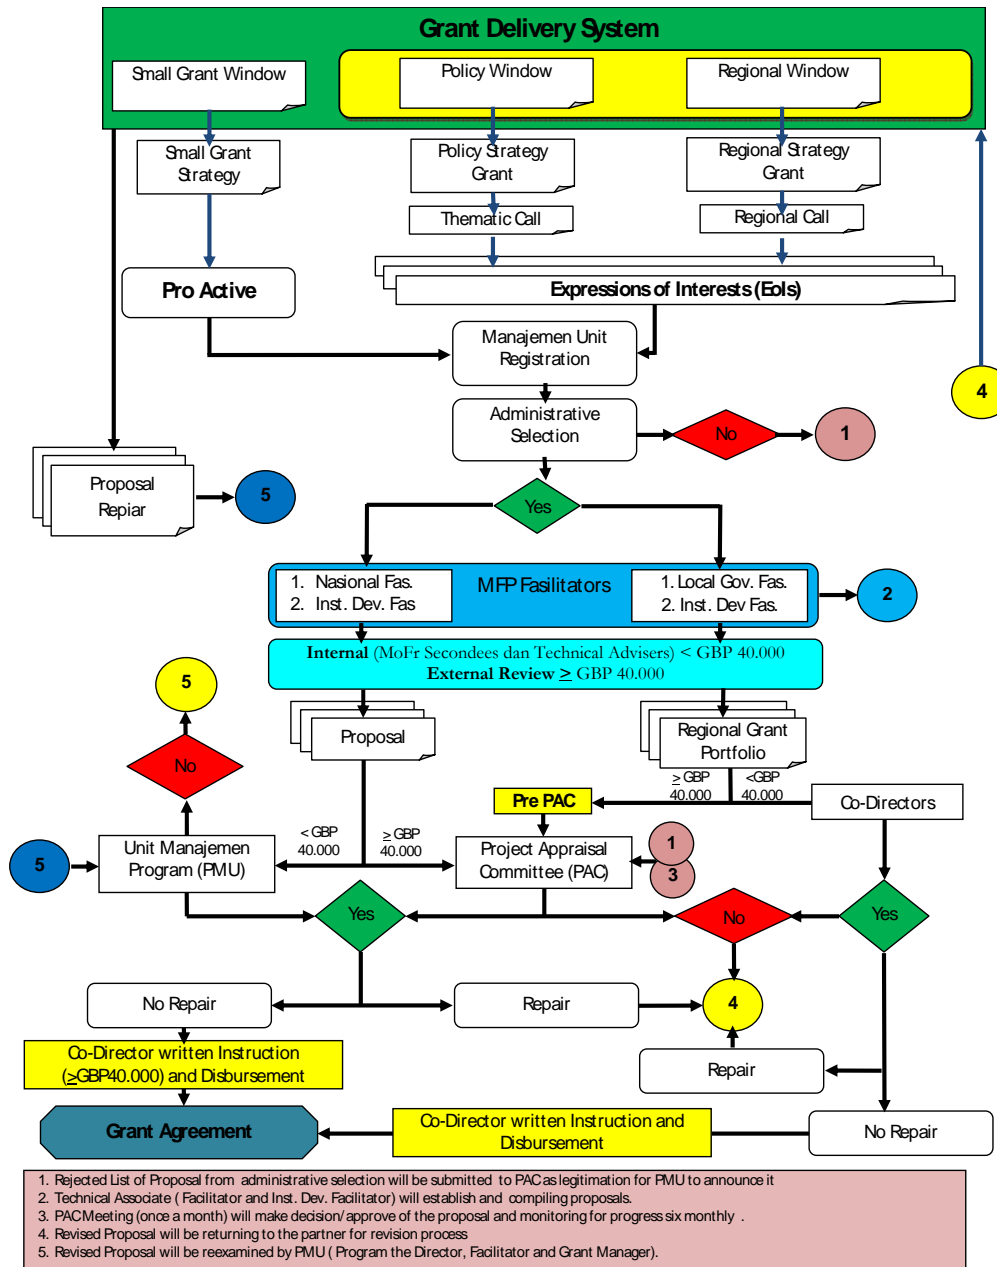 Grant Delivery System
Small Grant Window
Policy Window
Regional Window
Small Grant
Strategy
Policy Strategy
Grant
Regional Strategy
Grant
Thematic Call
Regional Call
Pro Active
Expressions of Interests (EoIs)
Manajemen Unit
Registration
4
Administrative
Selection
No
1
Proposal
Repiar
5
Yes
1. Nasional Fas.
2. Inst. Dev. Fas
MFP Fasilitators
1. Local Gov. Fas.
2. Inst. Dev Fas.
2
Internal (MoFr Secondees dan Technical Advisers) < GBP 40.000
External Review ≥ GBP 40.000
5
No
Proposal
Regional Grant
Portfolio
≥ GBP
40.000
<GBP
40.000
Pre PAC
Co-Directors
5
Unit Manajemen
Program (PMU)
< GBP
40.000
≥ GBP
40.000
Project Appraisal
Committee (PAC)
1
3
Yes
No
Yes
No Repair
Repair
4
Co-Director written Instruction
(≥GBP40.000) and Disbursement
Repair
Grant Agreement
Co-Director written Instruction and
Disbursement
No Repair
1. Rejected List of Proposal from administrative selection will be submitted to PAC as legitimation for PMU to announce it
2. Technical Associate ( Facilitator and Inst. Dev. Facilitator) will establish and compiling proposals.
3. PAC Meeting (once a month) will make decision/ approve of the proposal and monitoring for progress six monthly .
4. Revised Proposal will be returning to the partner for revision process
5. Revised Proposal will be reexamined by PMU ( Program the Director, Facilitator and Grant Manager).